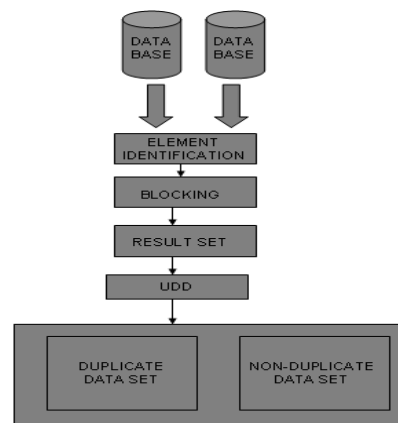 DATA
BASE
DATA
BASE
ELEMENT
IDENTIFICATION
BLOCKING
RESULT SET
UDD
DUPLICATE
DATA SET
NON-DUPLICATE
DATA SET